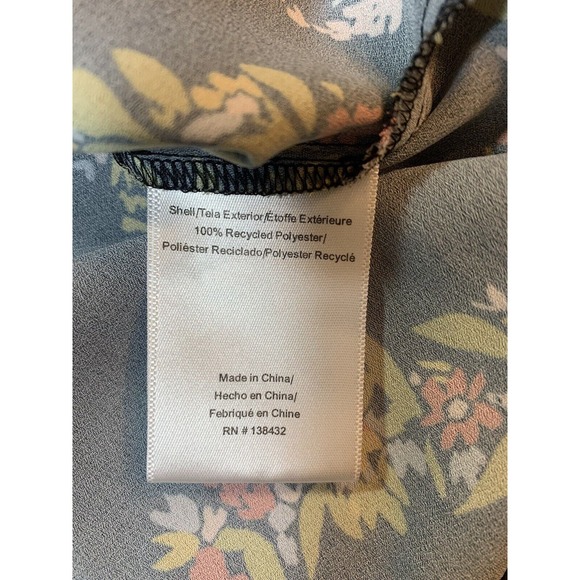 Shell/Tela Exterior/Étoffe Extérieure
100% Recycled Polyester/
Poliéster Reciclado/Polyester Recyclé
Made in China/
Hecho en China/
Fabriqué en Chine
RN # 138432